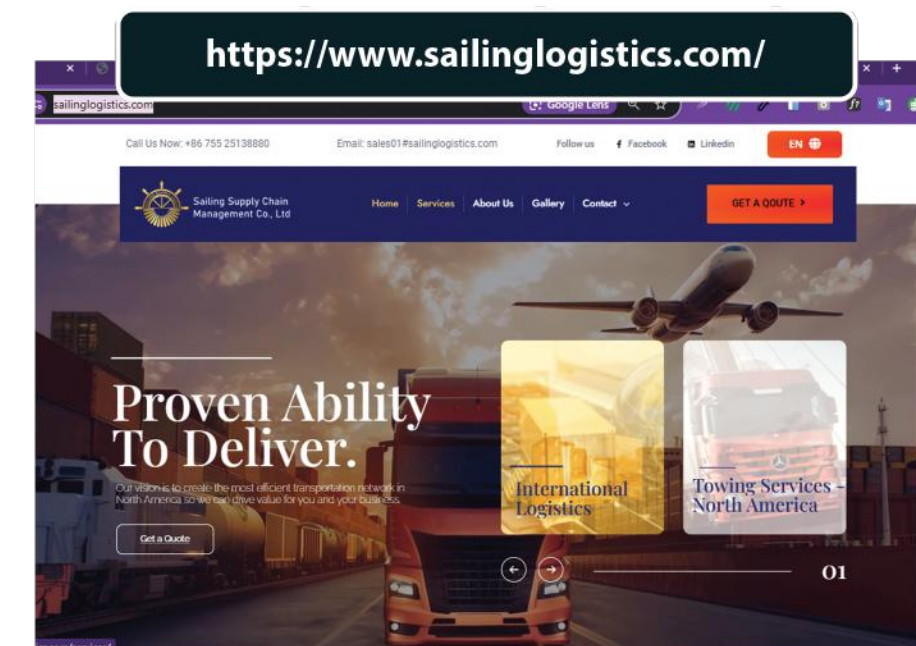 https://www.sailinglogistics.com/
sailinglogistics.com
Google Lens
Call Us Now: +86 755 25138880
Email: sales01#sailinglogistics.com
Follow us
Facebook
Linkedin
EN
Sailing Supply Chain
Management Co., Ltd
Home
Services
About Us
Gallery
Contact
GET A QOUTE
Proven Ability
To Deliver.
Our vision is to create the most efficient transportation network in
North America so we can drive value for you and your business.
Get a Quote
International
Logistics
Towing Services -
North America
01